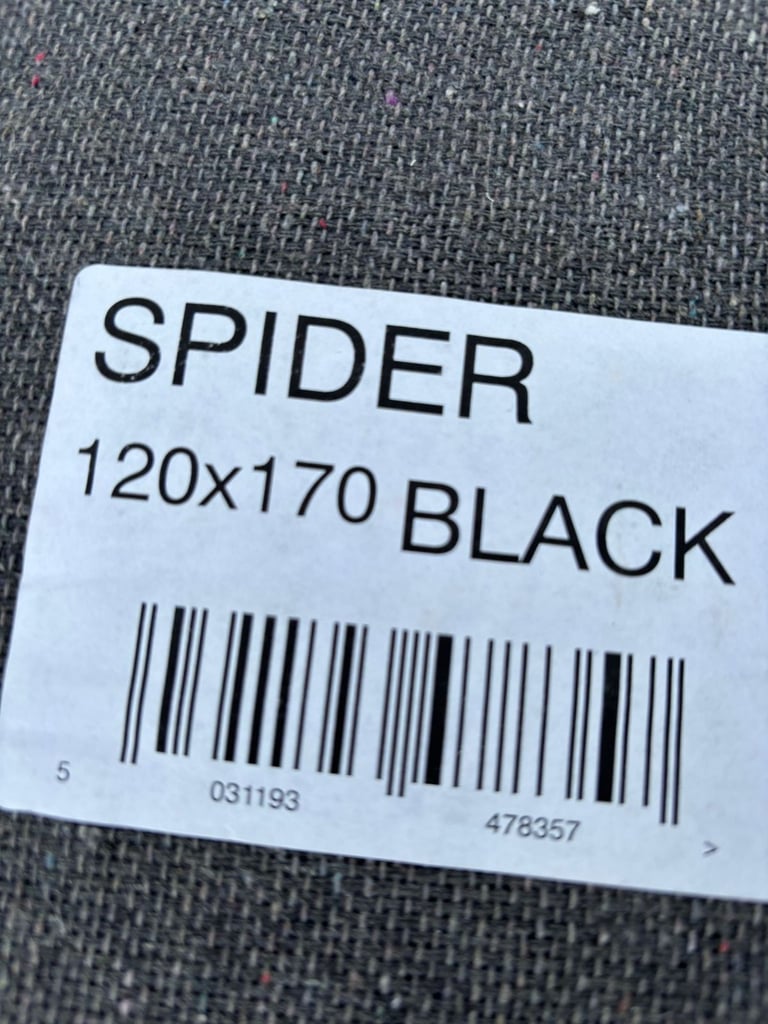 SPIDER
120x170 BLACK
5 031193 478357 >